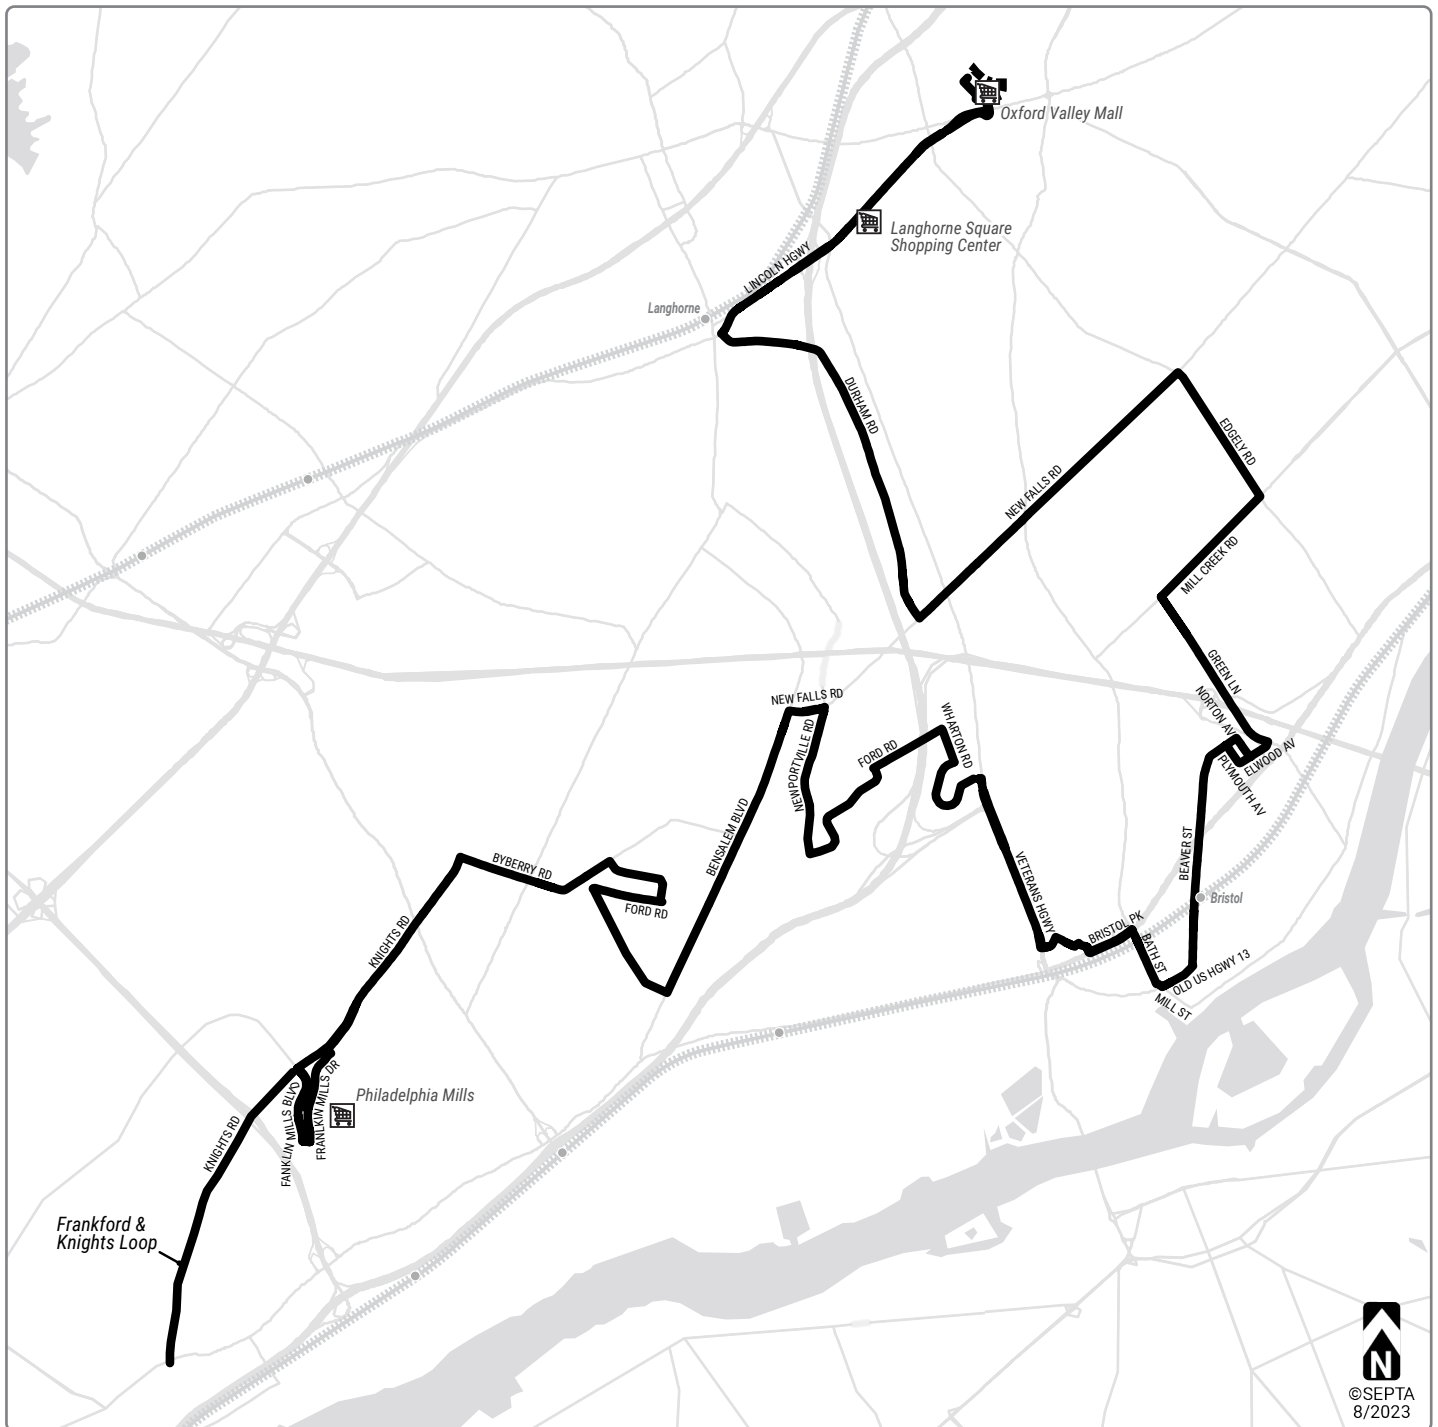 Oxford Valley Mall
Langhorne Square
Shopping Center
LINCOLN HGWY
Langhorne
DURHAM RD
EDGELY RD
NEW FALLS RD
MILL CREEK RD
GREEN LN
NORTON AV
NEW FALLS RD
WHARTON RD
NEWPORTVILLE RD
FORD RD
ELWOOD AV
PLYMOUTH AV
BENSALEM BLVD
BEAVER ST
BYBERRY RD
VETERANS HGWY
Bristol
FORD RD
BRISTOL PK
KNIGHTS RD
BATH ST
OLD US HGWY 13
MILL ST
FRANLKIN MILLS DR
Philadelphia Mills
FANKLIN MILLS BLVD
KNIGHTS RD
Frankford &
Knights Loop
N
©SEPTA
8/2023